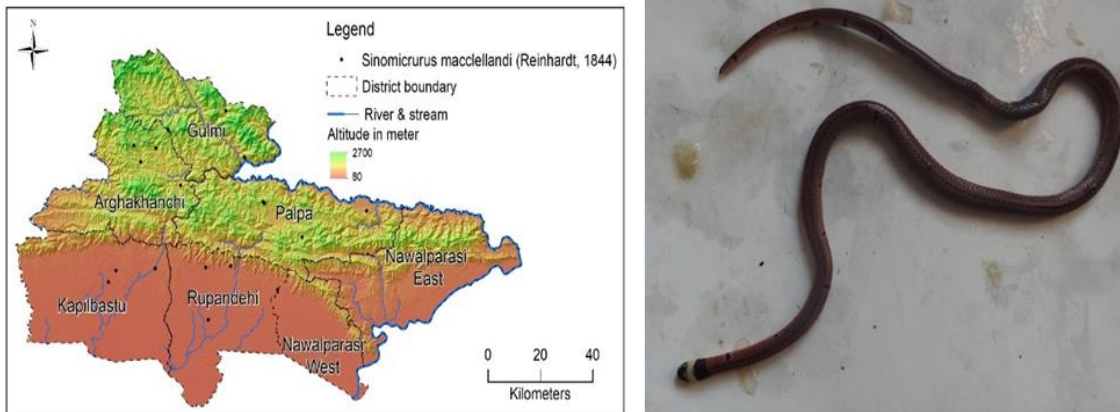 N
Legend
Sinomicrurus macclellandi (Reinhardt, 1844)
District boundary
River & stream
Altitude in meter
2700
80
Gulmi
Arghakhanchi
Palpa
Nawalparasi
East
Kapilbastu
Rupandehi
Nawalparasi
West
0 20 40
Kilometers